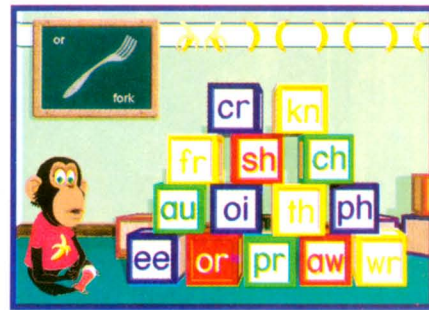 or
fork
cr kn
fr sh ch
au oi th ph
ee or pr aw wr